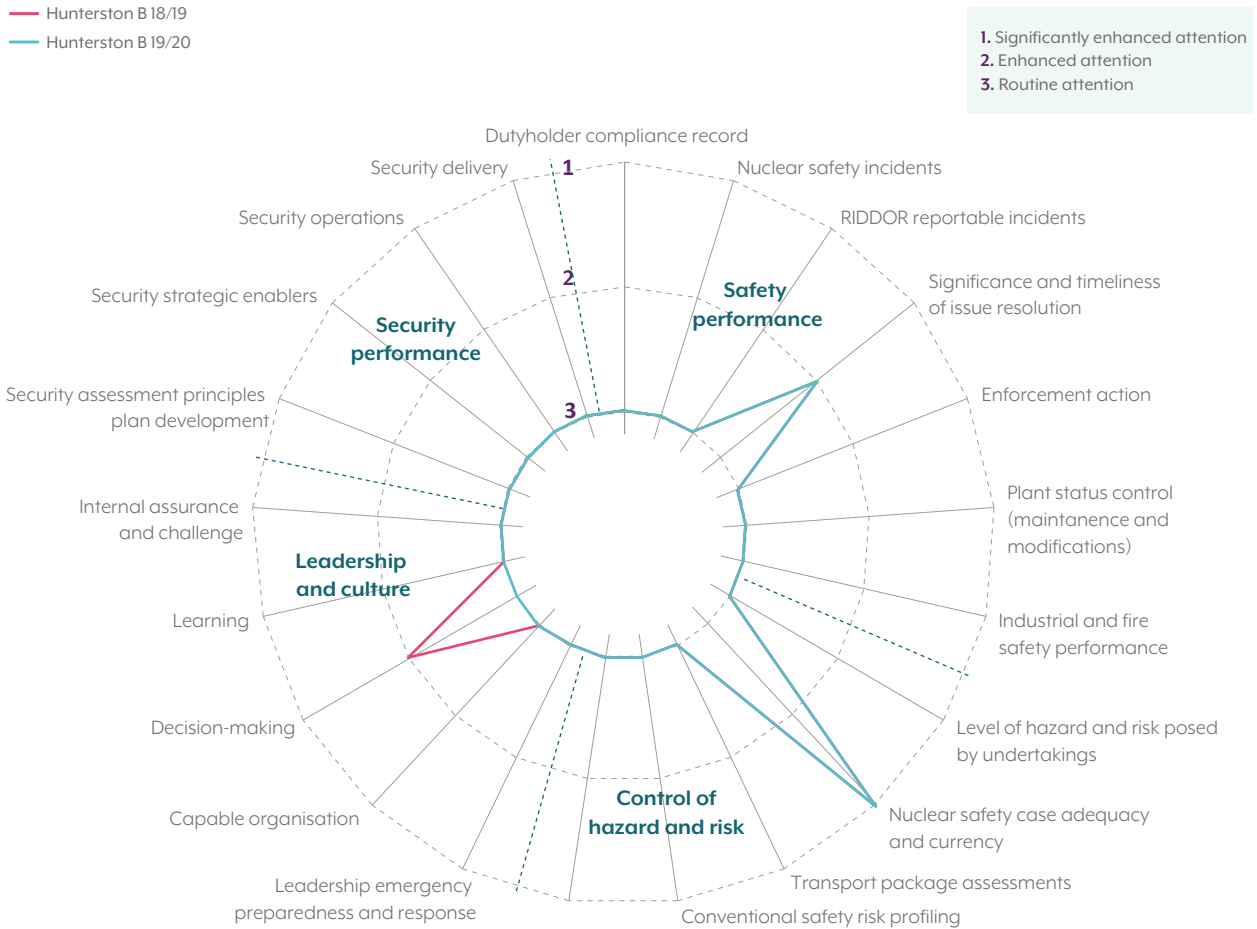 Hunterston B 18/19
Hunterston B 19/20
1. Significantly enhanced attention
2. Enhanced attention
3. Routine attention
Dutyholder compliance record
Nuclear safety incidents
RIDDOR reportable incidents
Significance and timeliness
of issue resolution
Enforcement action
Plant status control
(maintanence and
modifications)
Industrial and fire
safety performance
Level of hazard and risk posed
by undertakings
Nuclear safety case adequacy
and currency
Transport package assessments
Conventional safety risk profiling
Leadership emergency
preparedness and response
Capable organisation
Decision-making
Learning
Internal assurance
and challenge
Security assessment principles
plan development
Security strategic enablers
Security operations
Security delivery
1
2
3
Safety
performance
Security
performance
Leadership
and culture
Control of
hazard and risk